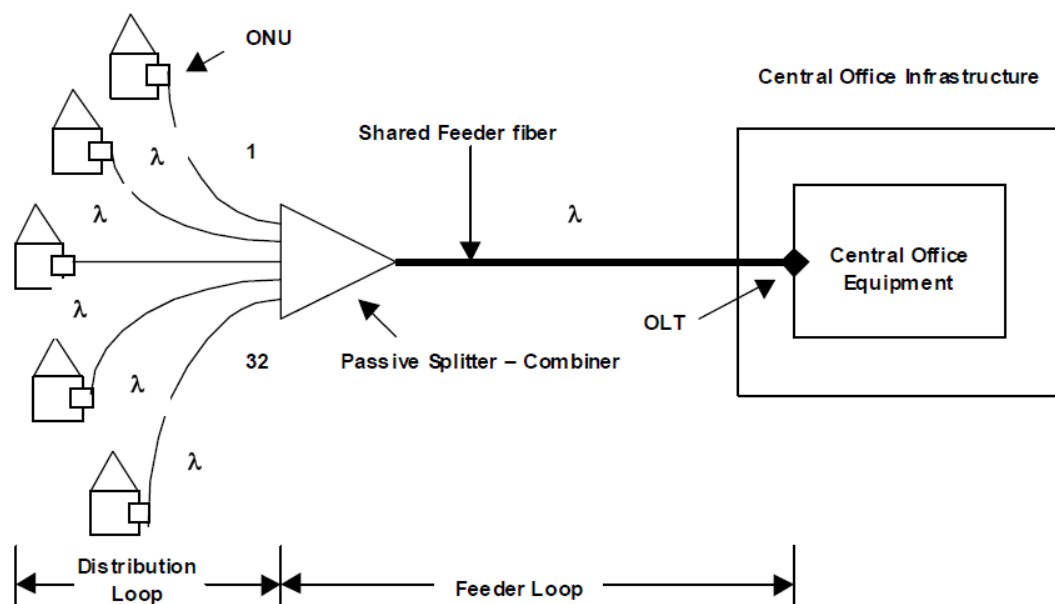 ONU
Central Office Infrastructure
Shared Feeder fiber
λ
1
λ
λ
Central Office
Equipment
λ
OLT
32
Passive Splitter – Combiner
λ
λ
Distribution
Loop
Feeder Loop